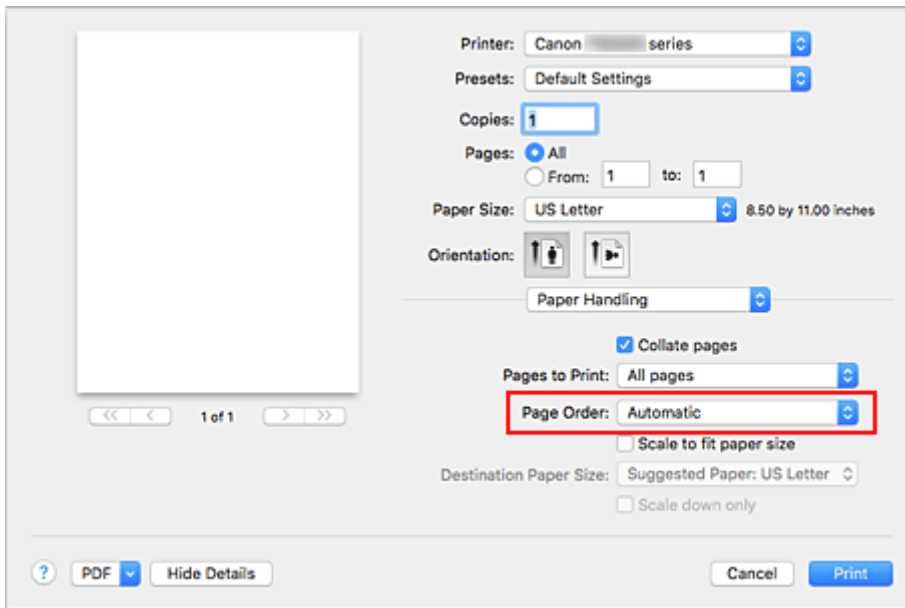 Printer: Canon series
Presets: Default Settings
Copies: 1
Pages: All
From: 1 to: 1
Paper Size: US Letter 8.50 by 11.00 inches
Orientation:
Paper Handling
Collate pages
Pages to Print: All pages
<< < 1 of 1 > >>
Page Order: Automatic
Scale to fit paper size
Destination Paper Size: Suggested Paper: US Letter
Scale down only
? PDF Hide Details Cancel Print